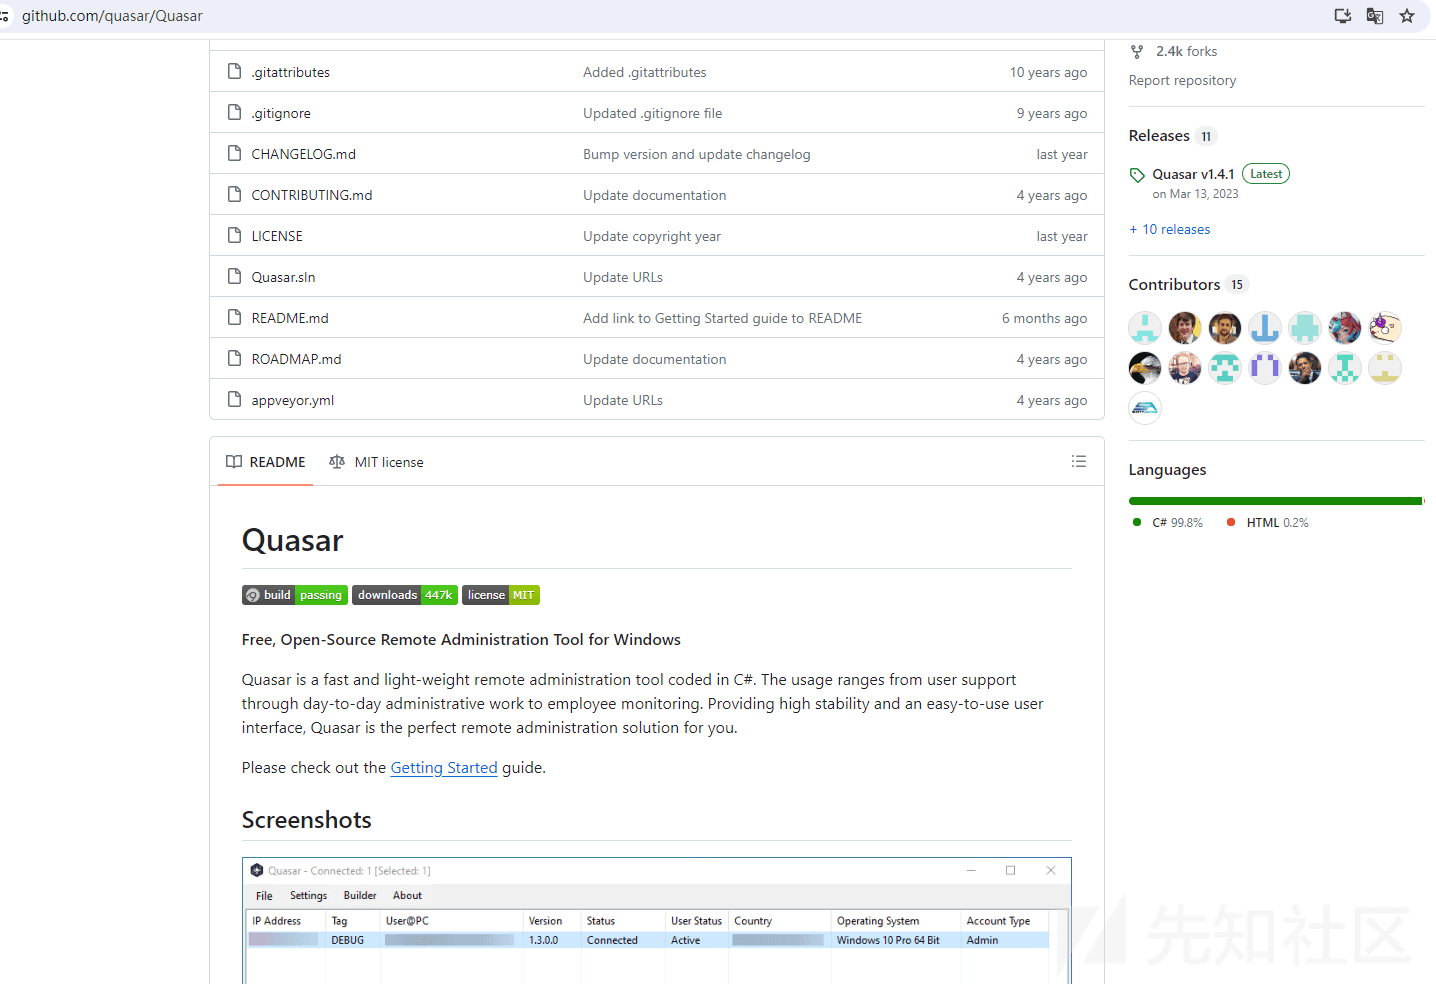 github.com/quasar/Quasar
.gitattributes Added .gitattributes 10 years ago
.gitignore Updated .gitignore file 9 years ago
CHANGELOG.md Bump version and update changelog last year
CONTRIBUTING.md Update documentation 4 years ago
LICENSE Update copyright year last year
Quasar.sln Update URLs 4 years ago
README.md Add link to Getting Started guide to README 6 months ago
ROADMAP.md Update documentation 4 years ago
appveyor.yml Update URLs 4 years ago
README MIT license
Quasar
build passing downloads 447k license MIT
Free, Open-Source Remote Administration Tool for Windows
Quasar is a fast and light-weight remote administration tool coded in C#. The usage ranges from user support
through day-to-day administrative work to employee monitoring. Providing high stability and an easy-to-use user
interface, Quasar is the perfect remote administration solution for you.
Please check out the Getting Started guide.
Screenshots
Quasar - Connected: 1 [Selected: 1]
File Settings Builder About
IP Address Tag User@PC Version Status User Status Country Operating System Account Type
DEBUG 1.3.0.0 Connected Active Windows 10 Pro 64 Bit Admin
2.4k forks
Report repository
Releases 11
Quasar v1.4.1 Latest
on Mar 13, 2023
+ 10 releases
Contributors 15
Languages
C# 99.8% HTML 0.2%
先知社区